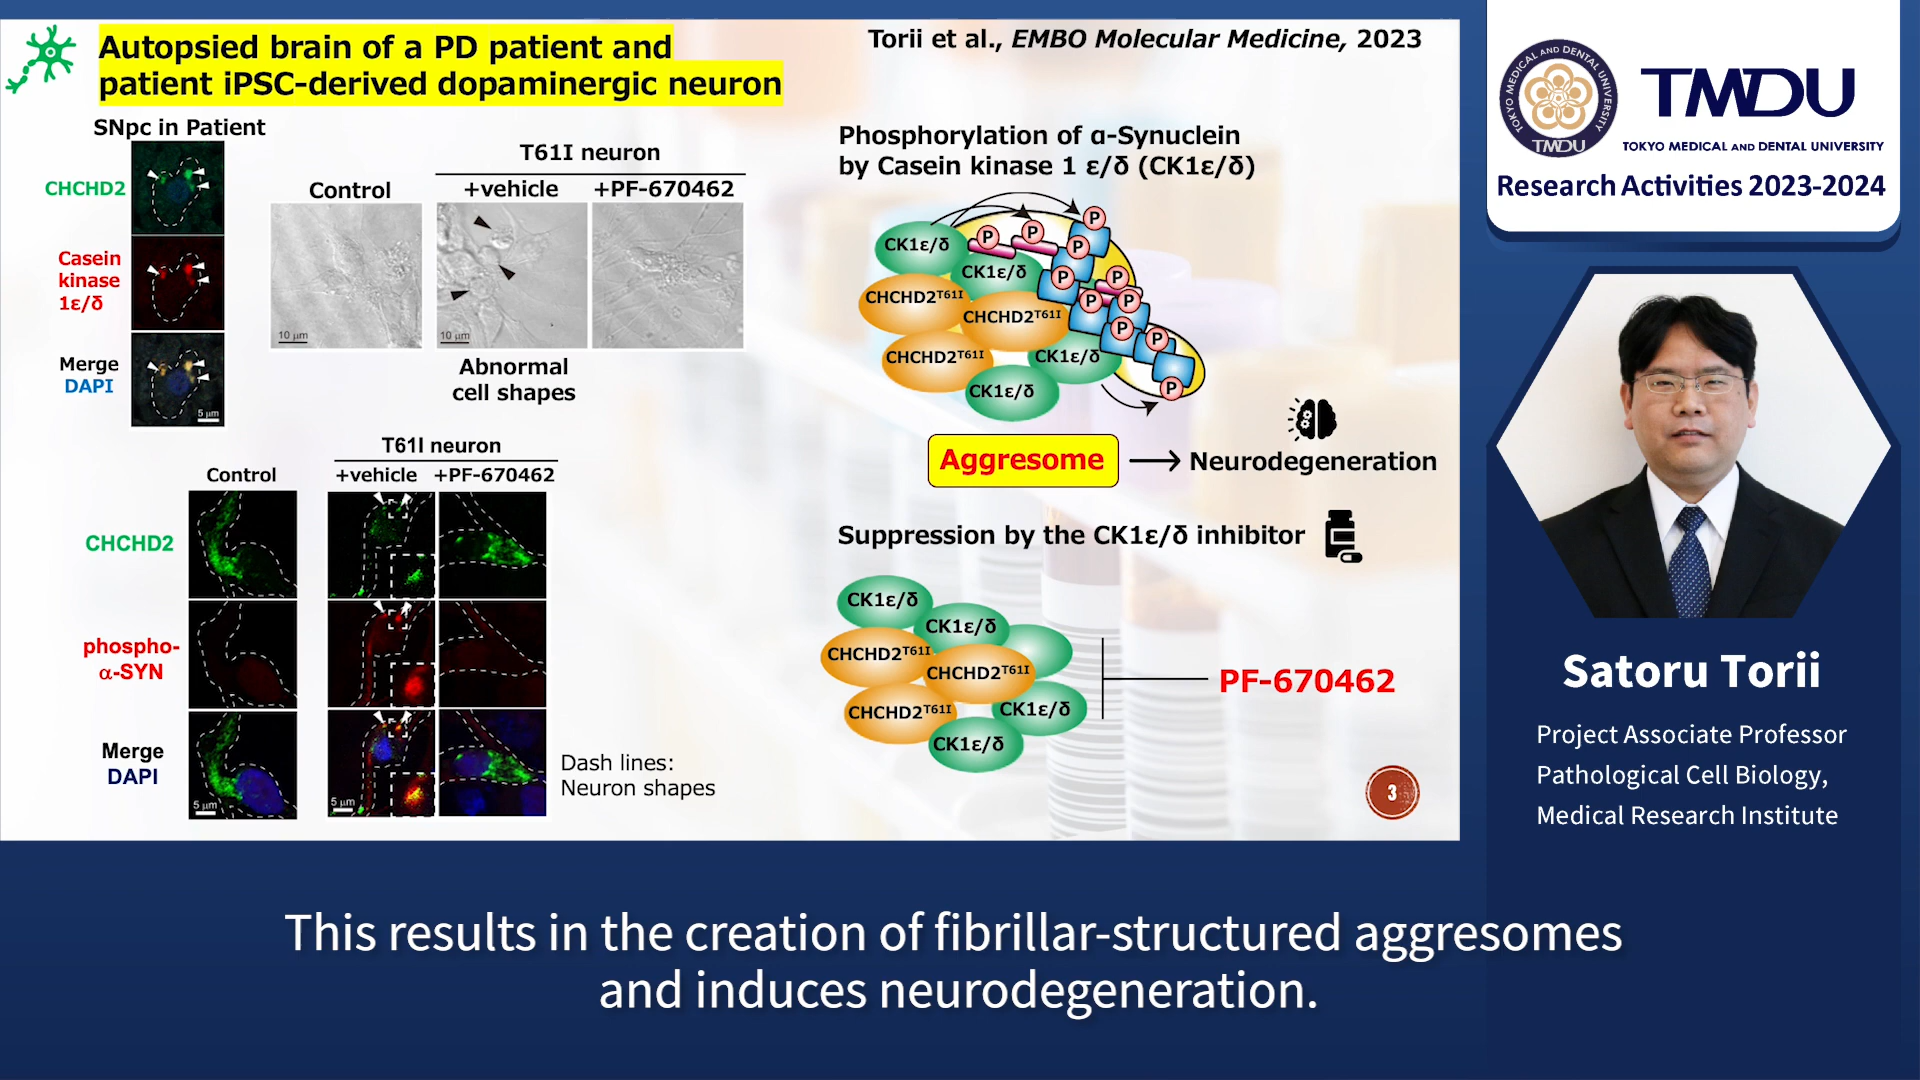 Autopsied brain of a PD patient and
patient iPSC-derived dopaminergic neuron
Torii et al., EMBO Molecular Medicine, 2023
SNpc in Patient
CHCHD2
Casein
kinase
1ε/δ
Merge
DAPI
5 μm
T61I neuron
Control
+vehicle
+PF-670462
10 μm
10 μm
Abnormal
cell shapes
T61I neuron
Control
+vehicle
+PF-670462
CHCHD2
phospho-
α-SYN
Merge
DAPI
5 μm
5 μm
Dash lines:
Neuron shapes
Phosphorylation of α-Synuclein
by Casein kinase 1 ε/δ (CK1ε/δ)
P
P
P
P
P
P
P
P
P
P
P
CK1ε/δ
CK1ε/δ
CHCHD2T61I
CHCHD2T61I
CHCHD2T61I
CK1ε/δ
CK1ε/δ
Aggresome
Neurodegeneration
Suppression by the CK1ε/δ inhibitor
CK1ε/δ
CK1ε/δ
CHCHD2T61I
CHCHD2T61I
CHCHD2T61I
CK1ε/δ
CK1ε/δ
PF-670462
3
TOKYO MEDICAL AND DENTAL UNIVERSITY
TMDU
TMDU
TOKYO MEDICAL AND DENTAL UNIVERSITY
Research Activities 2023-2024
Satoru Torii
Project Associate Professor
Pathological Cell Biology,
Medical Research Institute
This results in the creation of fibrillar-structured aggresomes
and induces neurodegeneration.